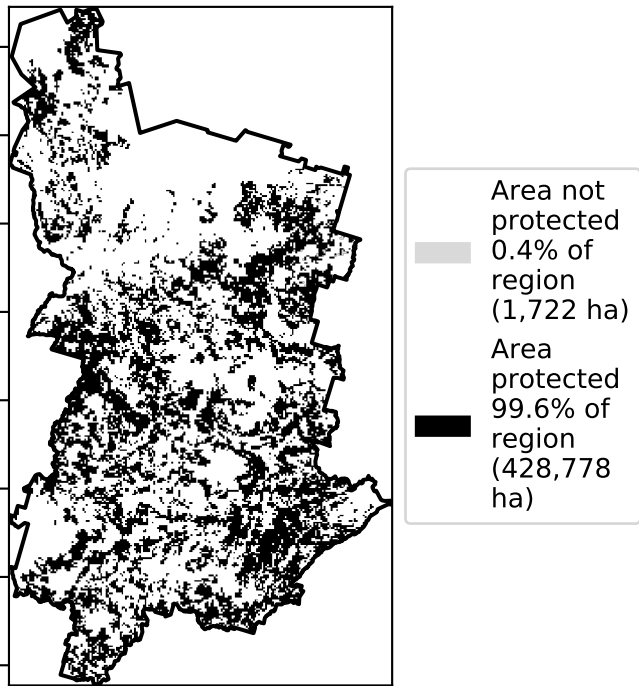 Area not
protected
0.4% of
region
(1,722 ha)
Area
protected
99.6% of
region
(428,778
ha)